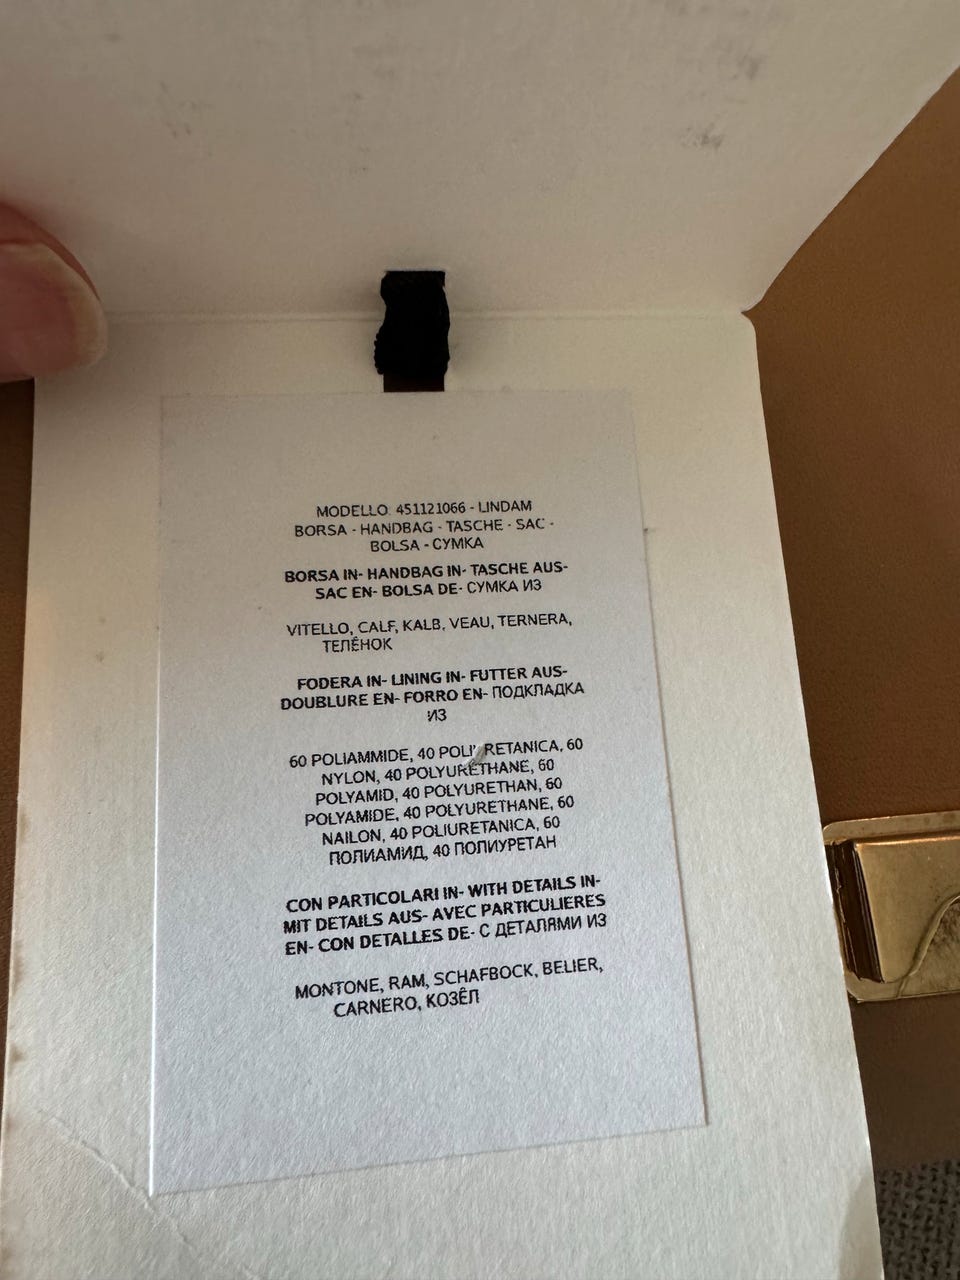 MODELLO: 451121066 - LINDAM
BORSA - HANDBAG - TASCHE - SAC -
BOLSA - СУМКА
BORSA IN- HANDBAG IN- TASCHE AUS-
SAC EN- BOLSA DE- СУМКА ИЗ
VITELLO, CALF, KALB, VEAU, TERNERA,
ТЕЛЁНОК
FODERA IN- LINING IN- FUTTER AUS-
DOUBLURE EN- FORRO EN- ПОДКЛАДКА
ИЗ
60 POLIAMMIDE, 40 RETANICA, 60
NYLON, 40 POLYURETHANE, 60
POLYAMID, 40 POLYURETHAN, 60
POLYAMIDE, 40 POLYURETHANE, 60
NAILON, 40 POLIURETANICA, 60
ПОЛИАМИД, 40 ПОЛИУРЕТАН
CON PARTICOLARI IN- WITH DETAILS IN-
MIT DETAILS AUS- AVEC PARTICULIERES
EN- CON DETALLES DE- С ДЕТАЛЯМИ ИЗ
MONTONE, RAM, SCHAFBOCK, BELIER,
CARNERO, КОЗЁЛ